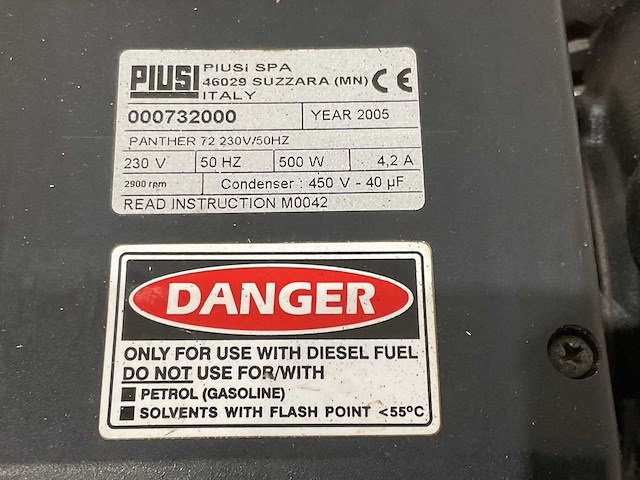 PIUSI
PIUSi SPA
46029 SUZZARA (MN)
ITALY
CE
000732000 YEAR 2005
PANTHER 72 230V/50HZ
230 V 50 HZ 500 W 4,2 A
2900 rpm Condenser : 450 V - 40 µF
READ INSTRUCTION M0042
DANGER
ONLY FOR USE WITH DIESEL FUEL
DO NOT USE FOR/WITH
■ PETROL (GASOLINE)
■ SOLVENTS WITH FLASH POINT <55ºC